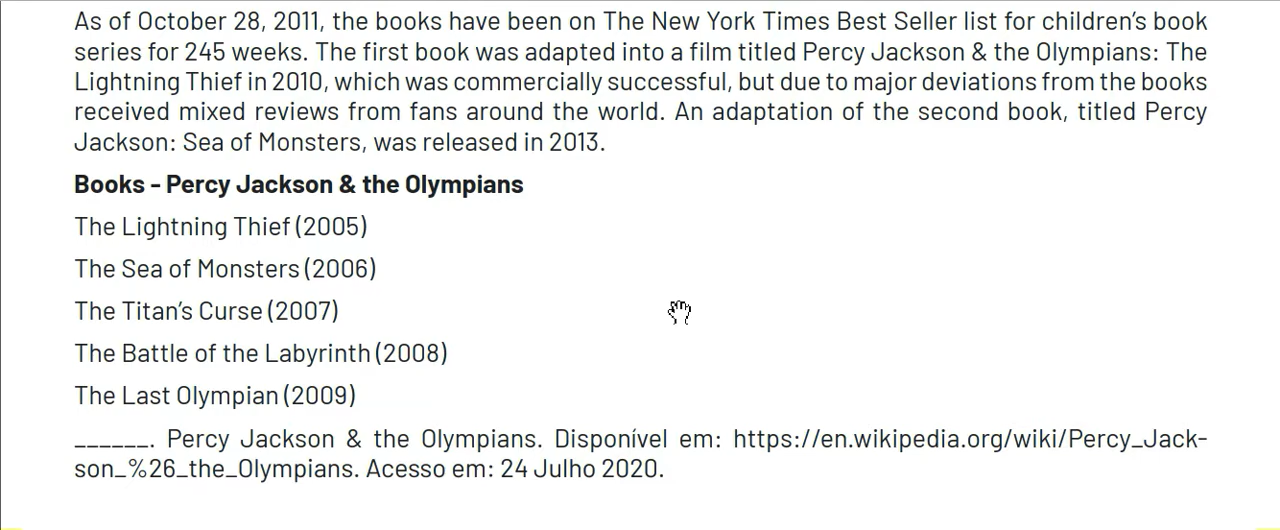 As of October 28, 2011, the books have been on The New York Times Best Seller list for children's book
series for 245 weeks. The first book was adapted into a film titled Percy Jackson & the Olympians: The
Lightning Thief in 2010, which was commercially successful, but due to major deviations from the books
received mixed reviews from fans around the world. An adaptation of the second book, titled Percy
Jackson: Sea of Monsters, was released in 2013.
Books - Percy Jackson & the Olympians
The Lightning Thief (2005)
The Sea of Monsters (2006)
The Titan's Curse (2007)
The Battle of the Labyrinth (2008)
The Last Olympian (2009)
______. Percy Jackson & the Olympians. Disponível em: https://en.wikipedia.org/wiki/Percy_Jack-
son_%26_the_Olympians. Acesso em: 24 Julho 2020.